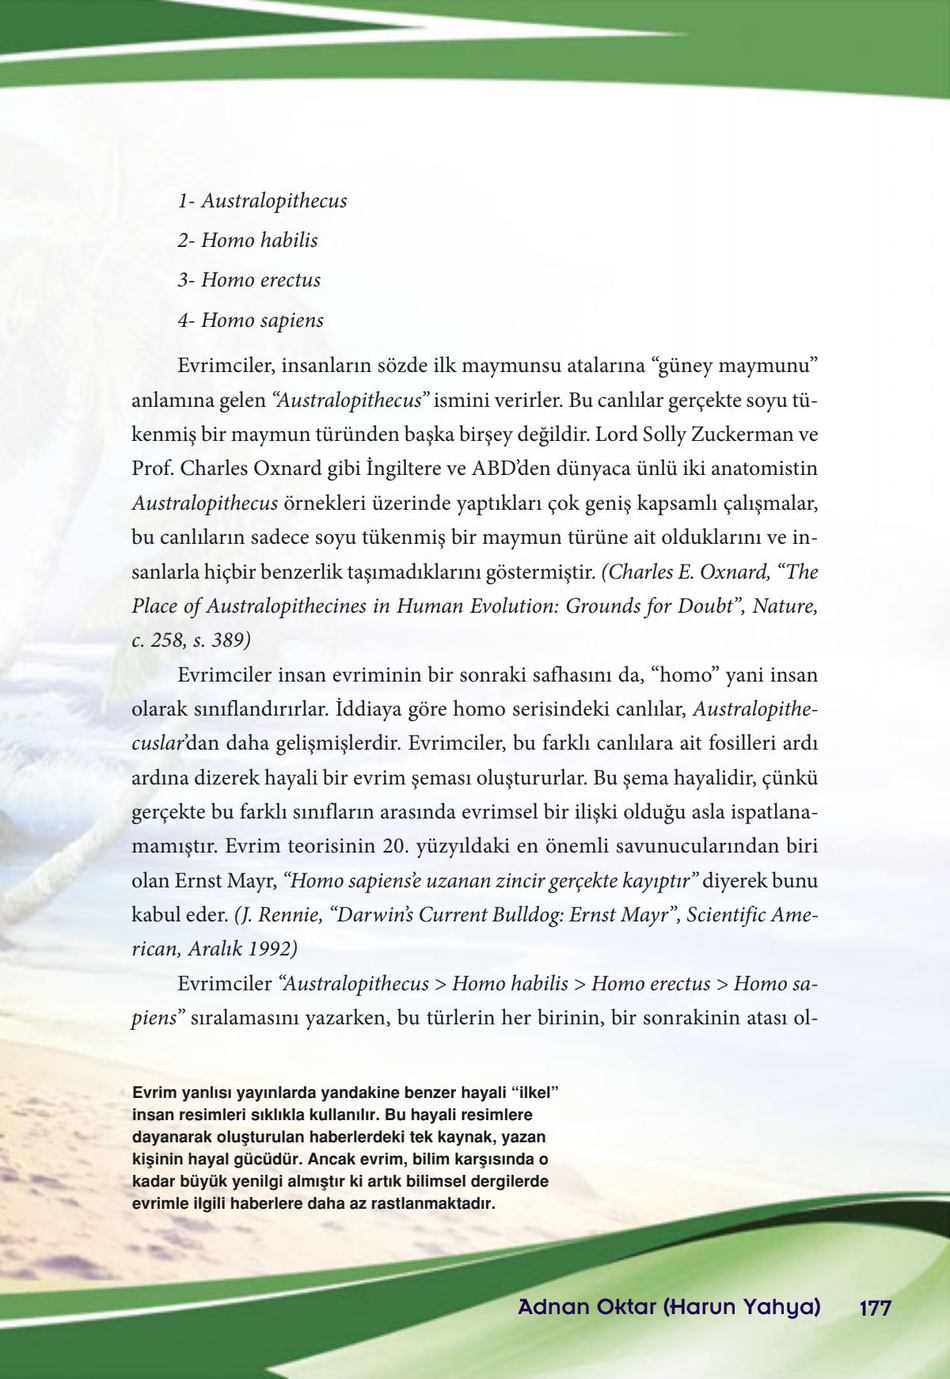 1- Australopithecus
2- Homo habilis
3- Homo erectus
4- Homo sapiens
Evrimciler, insanların sözde ilk maymunsu atalarına “güney maymunu”
anlamına gelen “Australopithecus” ismini verirler. Bu canlılar gerçekte soyu tü-
kenmiş bir maymun türünden başka birşey değildir. Lord Solly Zuckerman ve
Prof. Charles Oxnard gibi İngiltere ve ABD’den dünyaca ünlü iki anatomistin
Australopithecus örnekleri üzerinde yaptıkları çok geniş kapsamlı çalışmalar,
bu canlıların sadece soyu tükenmiş bir maymun türüne ait olduklarını ve in-
sanlarla hiçbir benzerlik taşımadıklarını göstermiştir. (Charles E. Oxnard, “The
Place of Australopithecines in Human Evolution: Grounds for Doubt”, Nature,
c. 258, s. 389)
Evrimciler insan evriminin bir sonraki safhasını da, “homo” yani insan
olarak sınıflandırırlar. İddiaya göre homo serisindeki canlılar, Australopithe-
cuslar’dan daha gelişmişlerdir. Evrimciler, bu farklı canlılara ait fosilleri ardı
ardına dizerek hayali bir evrim şeması oluştururlar. Bu şema hayalidir, çünkü
gerçekte bu farklı sınıfların arasında evrimsel bir ilişki olduğu asla ispatlana-
mamıştır. Evrim teorisinin 20. yüzyıldaki en önemli savunucularından biri
olan Ernst Mayr, “Homo sapiens’e uzanan zincir gerçekte kayıptır” diyerek bunu
kabul eder. (J. Rennie, “Darwin’s Current Bulldog: Ernst Mayr”, Scientific Ame-
rican, Aralık 1992)
Evrimciler “Australopithecus > Homo habilis > Homo erectus > Homo sa-
piens” sıralamasını yazarken, bu türlerin her birinin, bir sonrakinin atası ol-
Evrim yanlısı yayınlarda yandakine benzer hayali “ilkel”
insan resimleri sıklıkla kullanılır. Bu hayali resimlere
dayanarak oluşturulan haberlerdeki tek kaynak, yazan
kişinin hayal gücüdür. Ancak evrim, bilim karşısında o
kadar büyük yenilgi almıştır ki artık bilimsel dergilerde
evrimle ilgili haberlere daha az rastlanmaktadır.
Adnan Oktar (Harun Yahya) 177